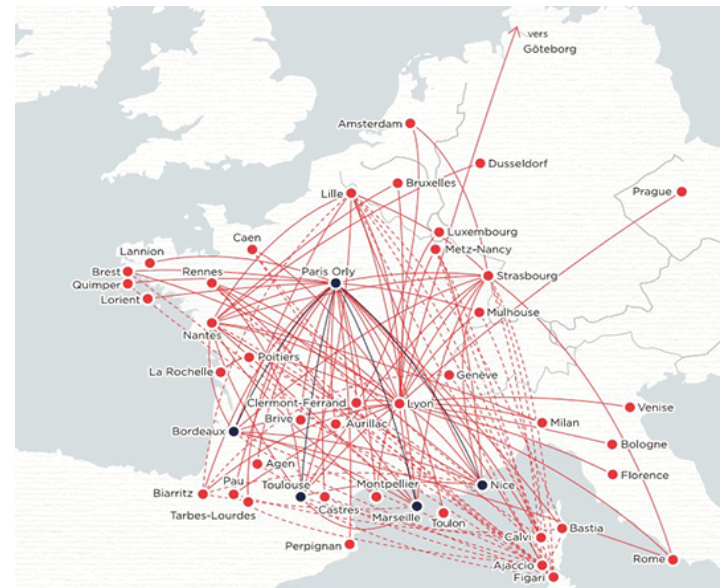 vers
Göteborg
Amsterdam
Dusseldorf
Bruxelles
Prague
Lille
Luxembourg
Caen
Metz-Nancy
Lannion
Brest
Rennes
Paris Orly
Strasbourg
Quimper
Lorient
Mulhouse
Nantes
Poitiers
La Rochelle
Genève
Clermont-Ferrand
Lyon
Venise
Brive
Aurillac
Milan
Bordeaux
Bologne
Agen
Florence
Pau
Toulouse
Montpellier
Nice
Biarritz
Castres
Tarbes-Lourdes
Marseille
Toulon
Bastia
Calvi
Perpignan
Rome
Ajaccio
Figari